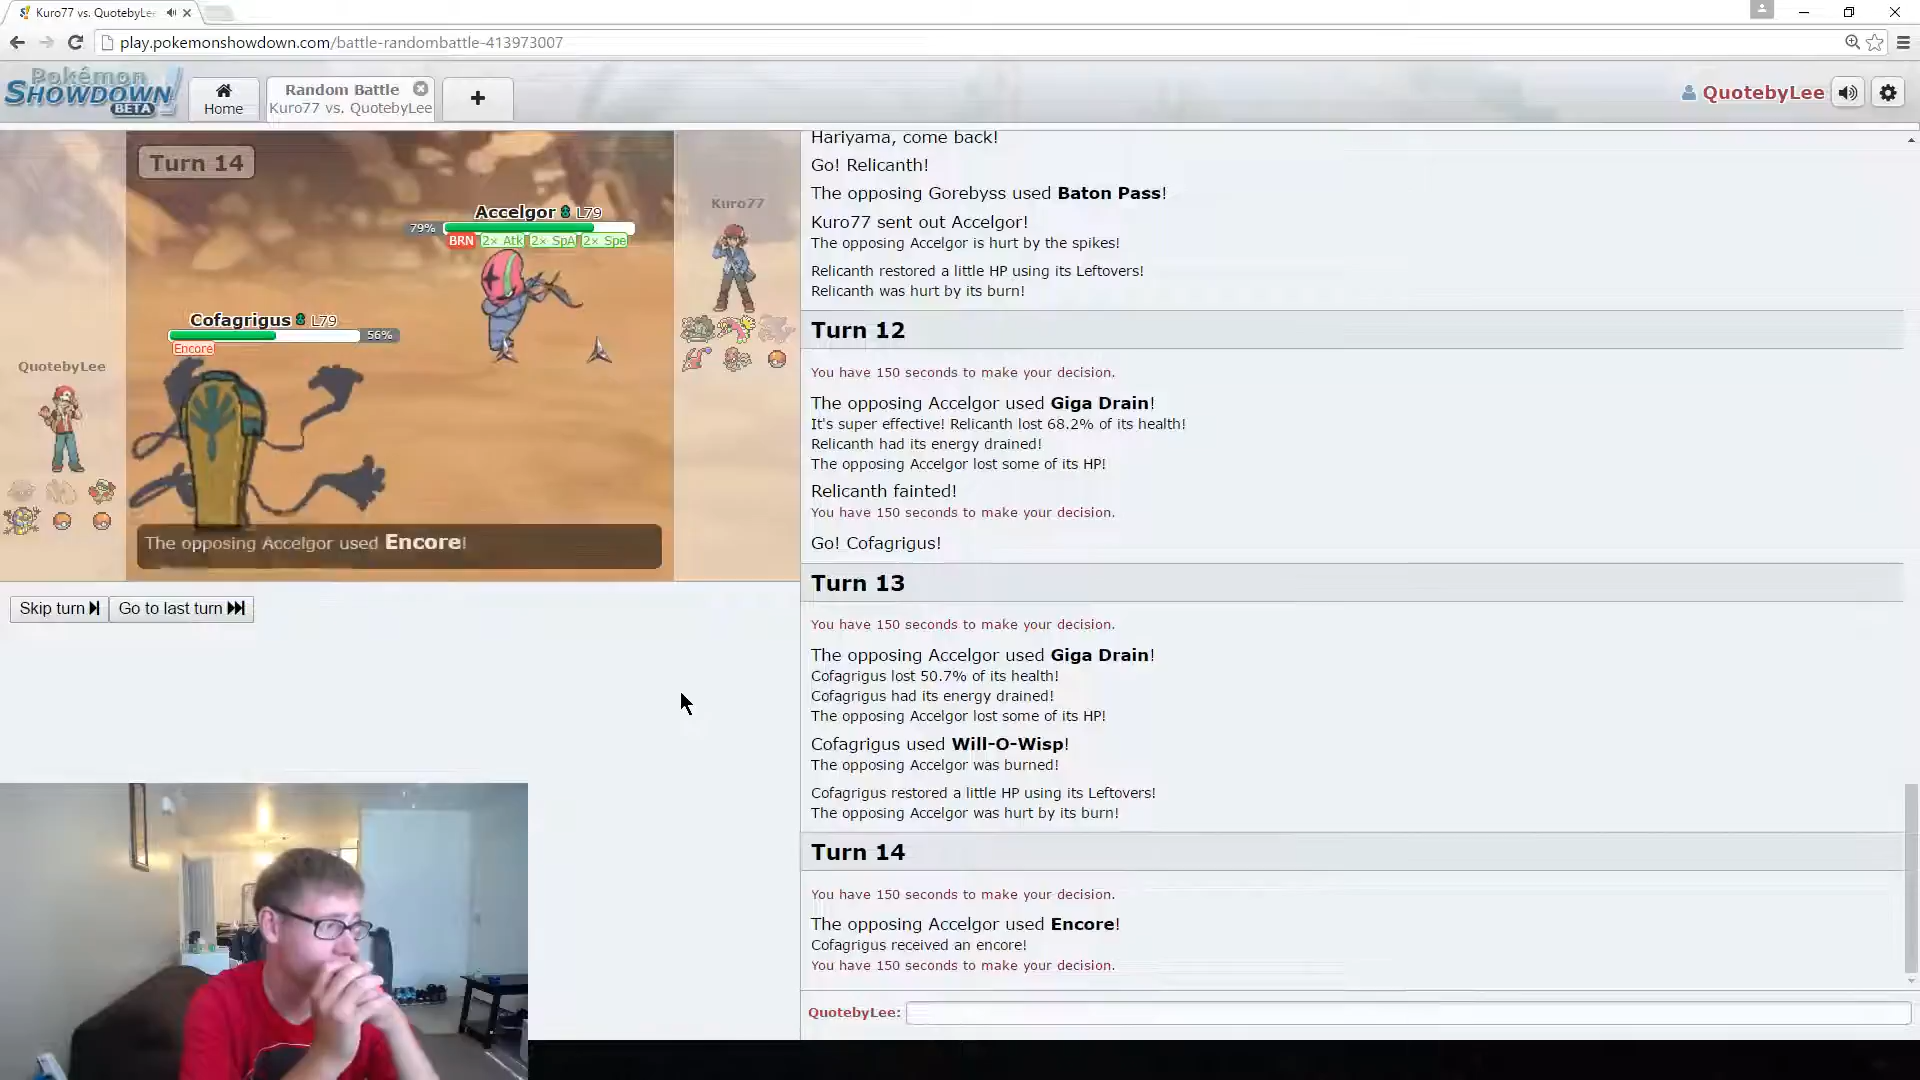 Kuro77 vs. QuotebyLee
play.pokemonshowdown.com/battle-randombattle-413973007
Pokémon
SHOWDOWN
BETA
Home
Random Battle
Kuro77 vs. QuotebyLee
+
QuotebyLee
Turn 14
Accelgor L79
79%
BRN 2× Atk 2× SpA 2× Spe
Kuro77
Cofagrigus L79
56%
Encore
QuotebyLee
The opposing Accelgor used Encore!
Skip turn
Go to last turn
Hariyama, come back!
Go! Relicanth!
The opposing Gorebyss used Baton Pass!
Kuro77 sent out Accelgor!
The opposing Accelgor is hurt by the spikes!
Relicanth restored a little HP using its Leftovers!
Relicanth was hurt by its burn!
Turn 12
You have 150 seconds to make your decision.
The opposing Accelgor used Giga Drain!
It's super effective! Relicanth lost 68.2% of its health!
Relicanth had its energy drained!
The opposing Accelgor lost some of its HP!
Relicanth fainted!
You have 150 seconds to make your decision.
Go! Cofagrigus!
Turn 13
You have 150 seconds to make your decision.
The opposing Accelgor used Giga Drain!
Cofagrigus lost 50.7% of its health!
Cofagrigus had its energy drained!
The opposing Accelgor lost some of its HP!
Cofagrigus used Will-O-Wisp!
The opposing Accelgor was burned!
Cofagrigus restored a little HP using its Leftovers!
The opposing Accelgor was hurt by its burn!
Turn 14
You have 150 seconds to make your decision.
The opposing Accelgor used Encore!
Cofagrigus received an encore!
You have 150 seconds to make your decision.
QuotebyLee: